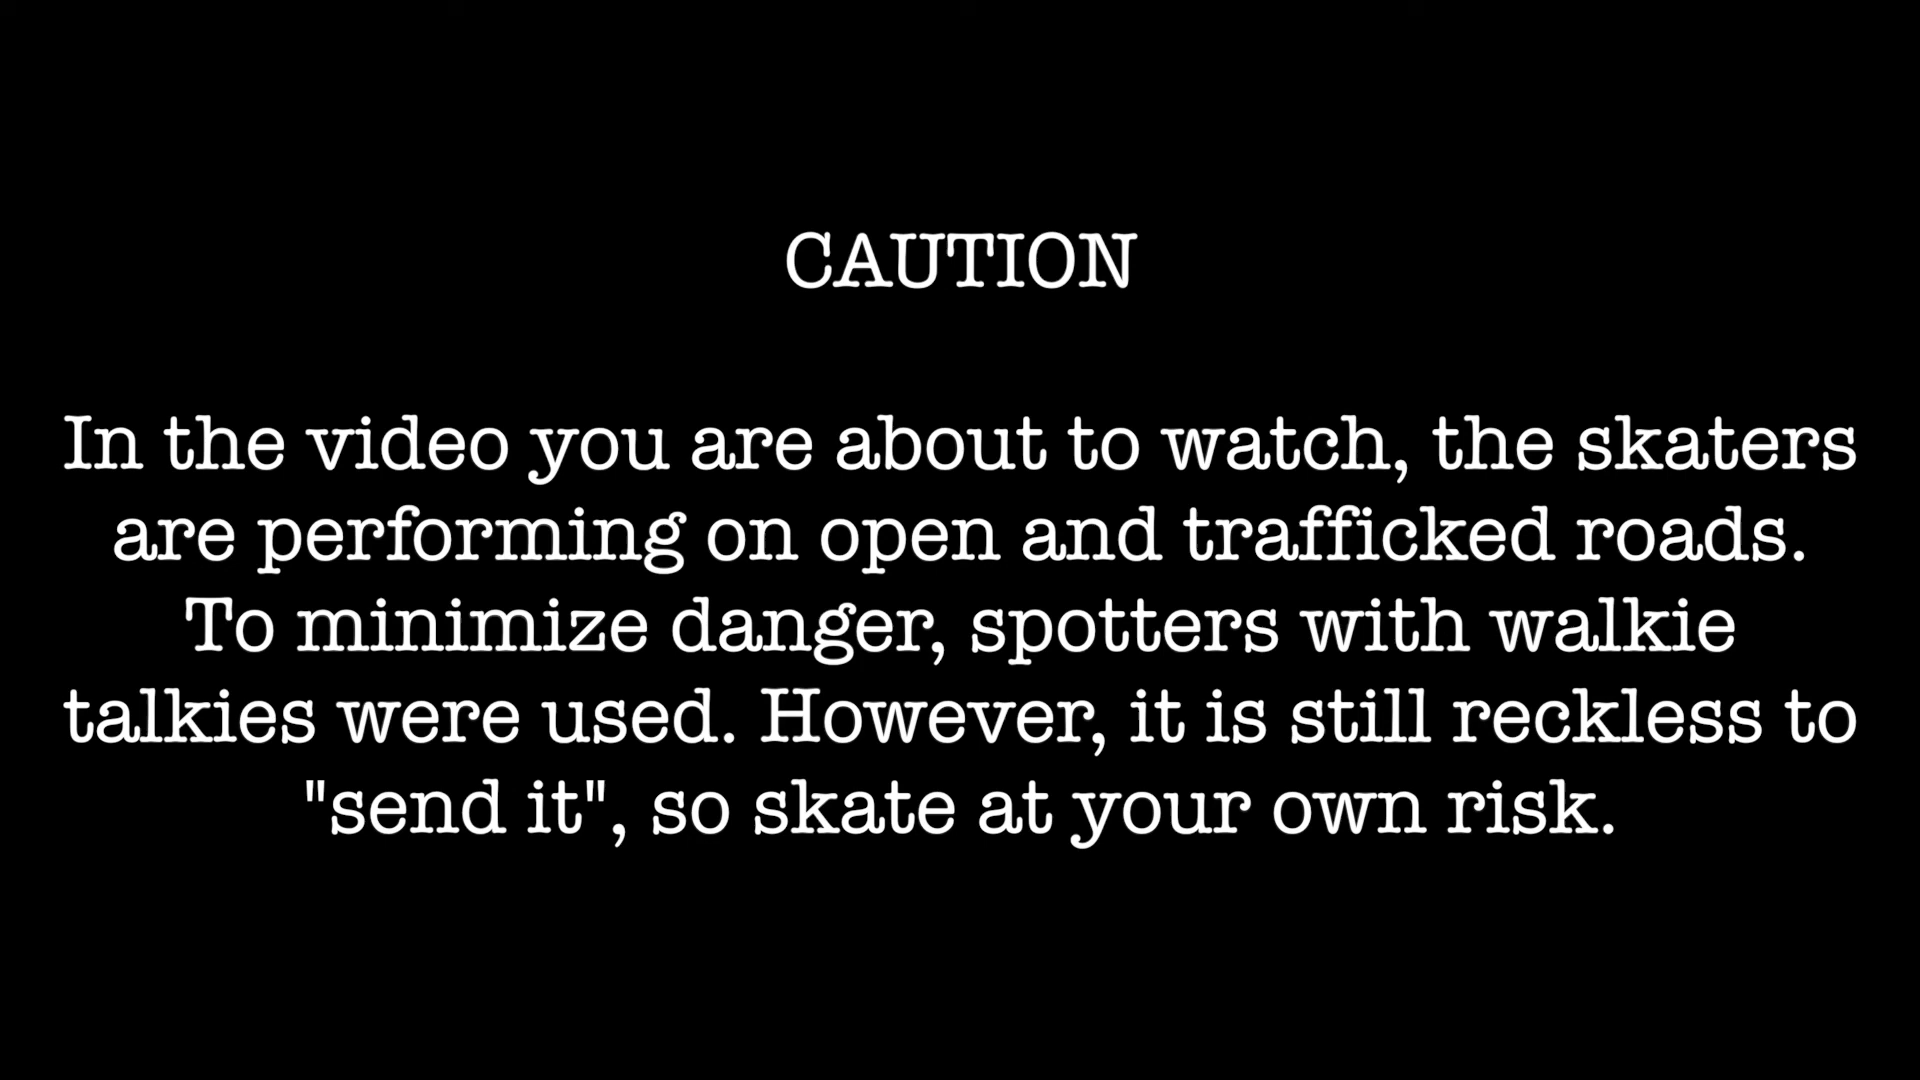 CAUTION
In the video you are about to watch, the skaters
are performing on open and trafficked roads.
To minimize danger, spotters with walkie
talkies were used. However, it is still reckless to
"send it", so skate at your own risk.